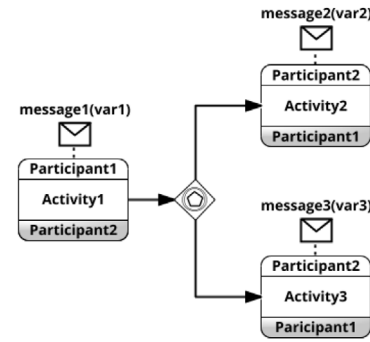 message2(var2)
Participant2
Activity2
Participant1
message1(var1)
Participant1
Activity1
Participant2
message3(var3)
Participant2
Activity3
Paricipant1